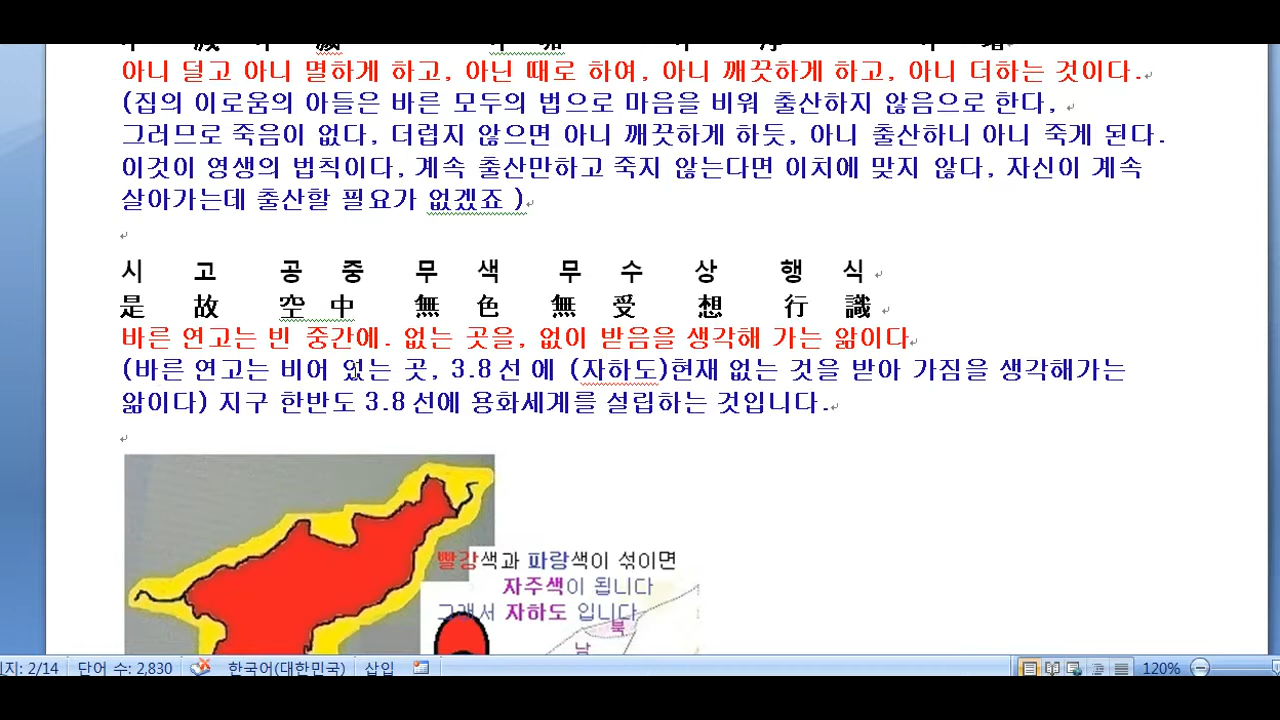 아니 덜고 아니 멸하게 하고, 아닌 때로 하여, 아니 깨끗하게 하고, 아니 더하는 것이다.
(집의 이로움의 아들은 바른 모두의 법으로 마음을 비워 출산하지 않음으로 한다,
그러므로 죽음이 없다, 더럽지 않으면 아니 깨끗하게 하듯, 아니 출산하니 아니 죽게 된다.
이것이 영생의 법칙이다, 계속 출산만하고 죽지 않는다면 이치에 맞지 않다, 자신이 계속
살아가는데 출산할 필요가 없겠죠 )
시 고 공 중 무 색 무 수 상 행 식
是 故 空 中 無 色 無 受 想 行 識
바른 연고는 빈 중간에. 없는 곳을, 없이 받음을 생각해 가는 앎이다
(바른 연고는 비어 있는 곳, 3.8선 에 (자하도)현재 없는 것을 받아 가짐을 생각해가는
앎이다) 지구 한반도 3.8선에 용화세계를 설립하는 것입니다.
빨강색과 파랑색이 섞이면
자주색이 됩니다
그래서 자하도 입니다
북
남
지: 2/14 단어 수: 2,830 한국어(대한민국) 삽입 120%